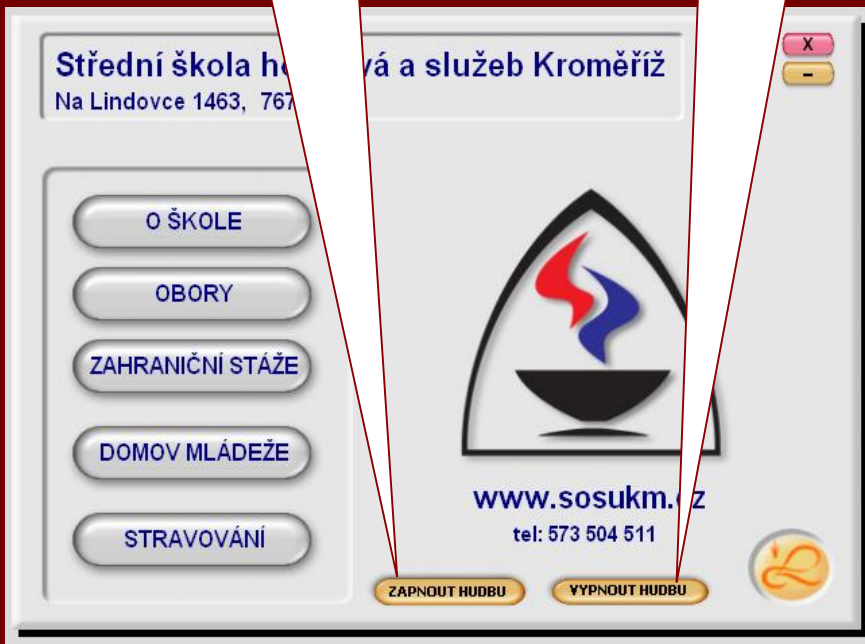 Střední škola a služeb Kroměříž
Na Lindovce 1463,
X
–
O ŠKOLE
OBORY
ZAHRANIČNÍ STÁŽE
DOMOV MLÁDEŽE
STRAVOVÁNÍ
www.sosukm.cz
tel: 573 504 511
ZAPNOUT HUDBU
VYPNOUT HUDBU